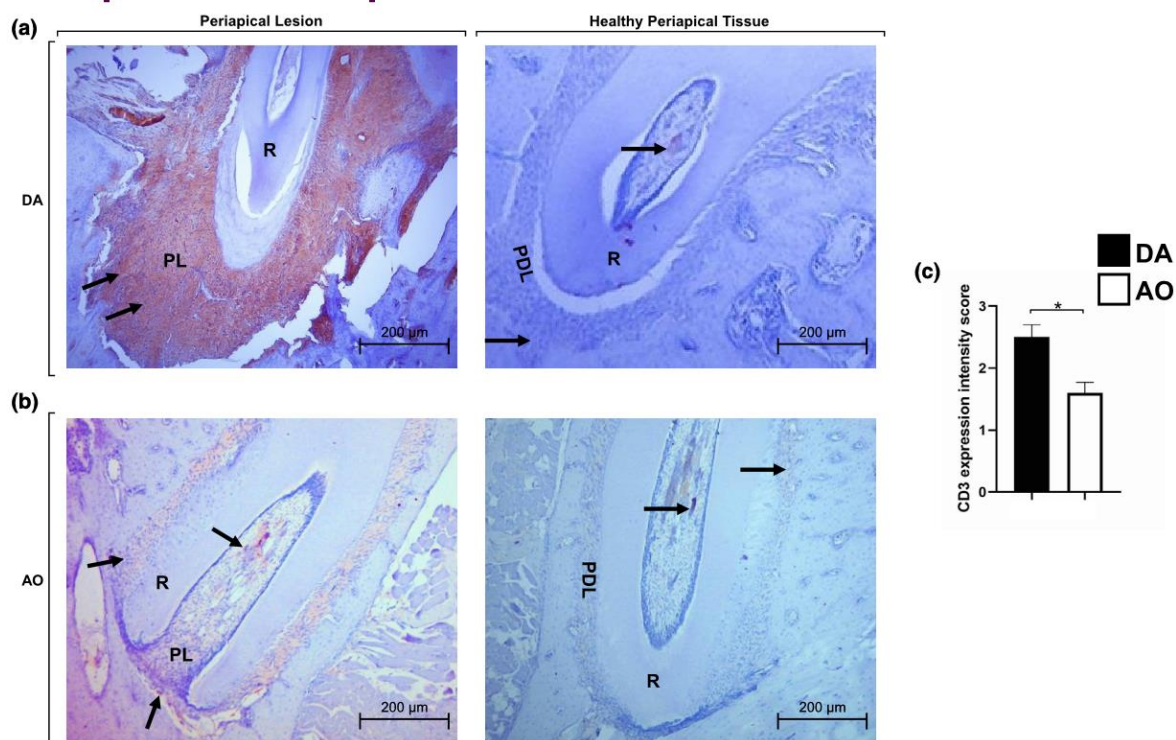 Periapical Lesion
Healthy Periapical Tissue
(a)
DA
R
PL
200 µm
R
PDL
200 µm
(b)
AO
R
PL
200 µm
PDL
R
200 µm
(c)
DA
AO
CD3 expression intensity score
3
2
1
0
*